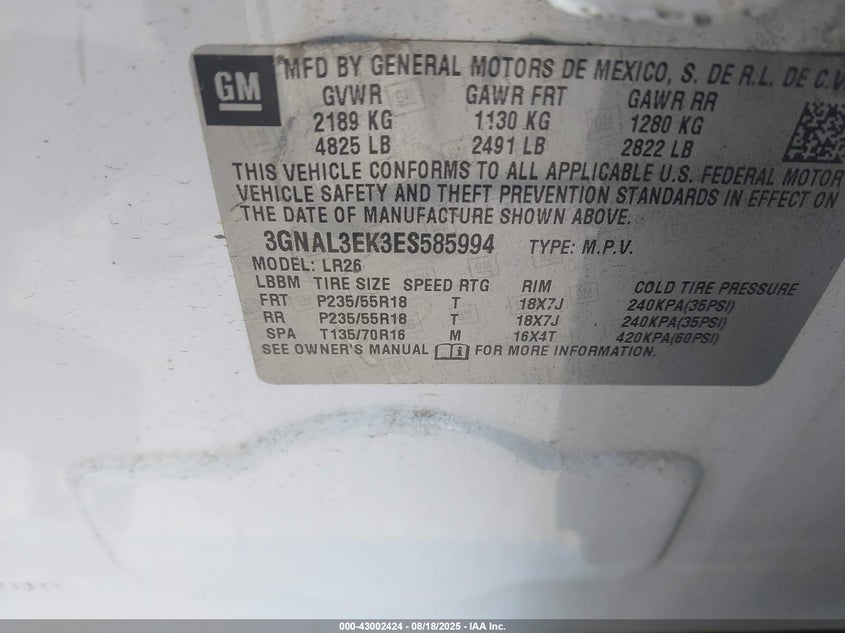 GM MFD BY GENERAL MOTORS DE MEXICO, S. DE R.L. DE C.V
GVWR GAWR FRT GAWR RR
2189 KG 1130 KG 1280 KG
4825 LB 2491 LB 2822 LB
THIS VEHICLE CONFORMS TO ALL APPLICABLE U.S. FEDERAL MOTOR
VEHICLE SAFETY AND THEFT PREVENTION STANDARDS IN EFFECT ON
THE DATE OF MANUFACTURE SHOWN ABOVE.
3GNAL3EK3ES585994 TYPE: M.P.V.
MODEL: LR26
LBBM TIRE SIZE SPEED RTG RIM COLD TIRE PRESSURE
FRT P235/55R18 T 18X7J 240KPA(35PSI)
RR P235/55R18 T 18X7J 240KPA(35PSI)
SPA T135/70R16 M 16X4T 420KPA(60PSI)
SEE OWNER'S MANUAL FOR MORE INFORMATION.
000-43002424 - 08/18/2025 - IAA Inc.